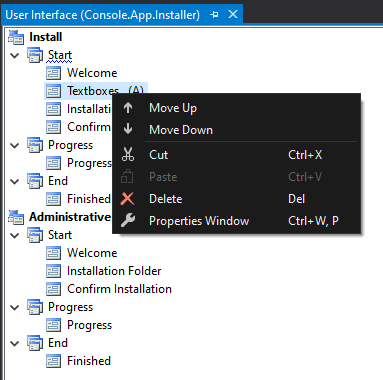 User Interface (Console.App.Installer)
Install
Start
Welcome
Textboxes (A)
Installatio
Confirm
Progress
Progress
End
Finished
Move Up
Move Down
Cut Ctrl+X
Paste Ctrl+V
Delete Del
Properties Window Ctrl+W, P
Administrative
Start
Welcome
Installation Folder
Confirm Installation
Progress
Progress
End
Finished